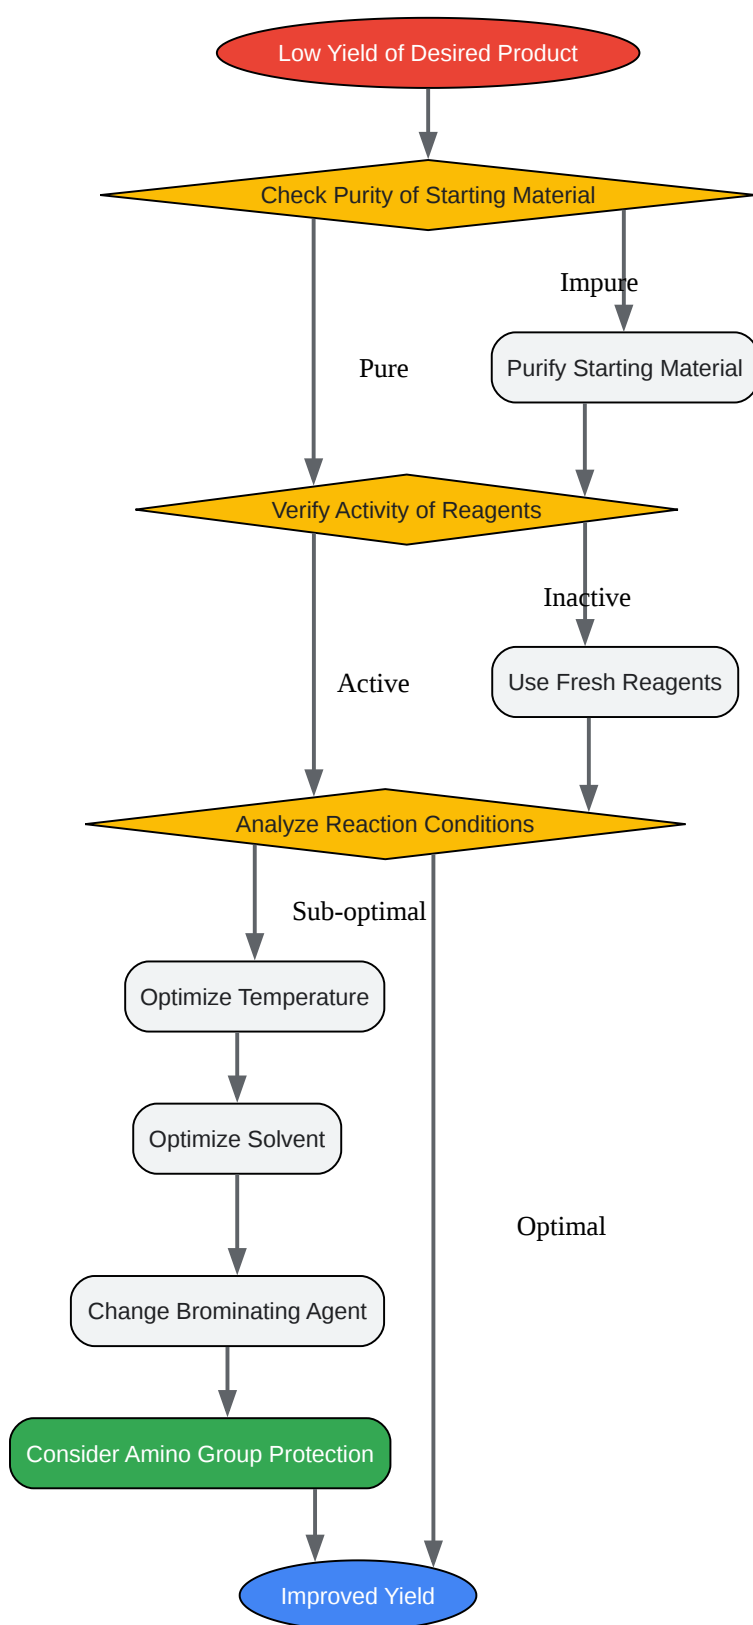 Low Yield of Desired Product
Check Purity of Starting Material
Impure
Pure
Purify Starting Material
Verify Activity of Reagents
Inactive
Active
Use Fresh Reagents
Analyze Reaction Conditions
Sub-optimal
Optimize Temperature
Optimize Solvent
Optimal
Change Brominating Agent
Consider Amino Group Protection
Improved Yield